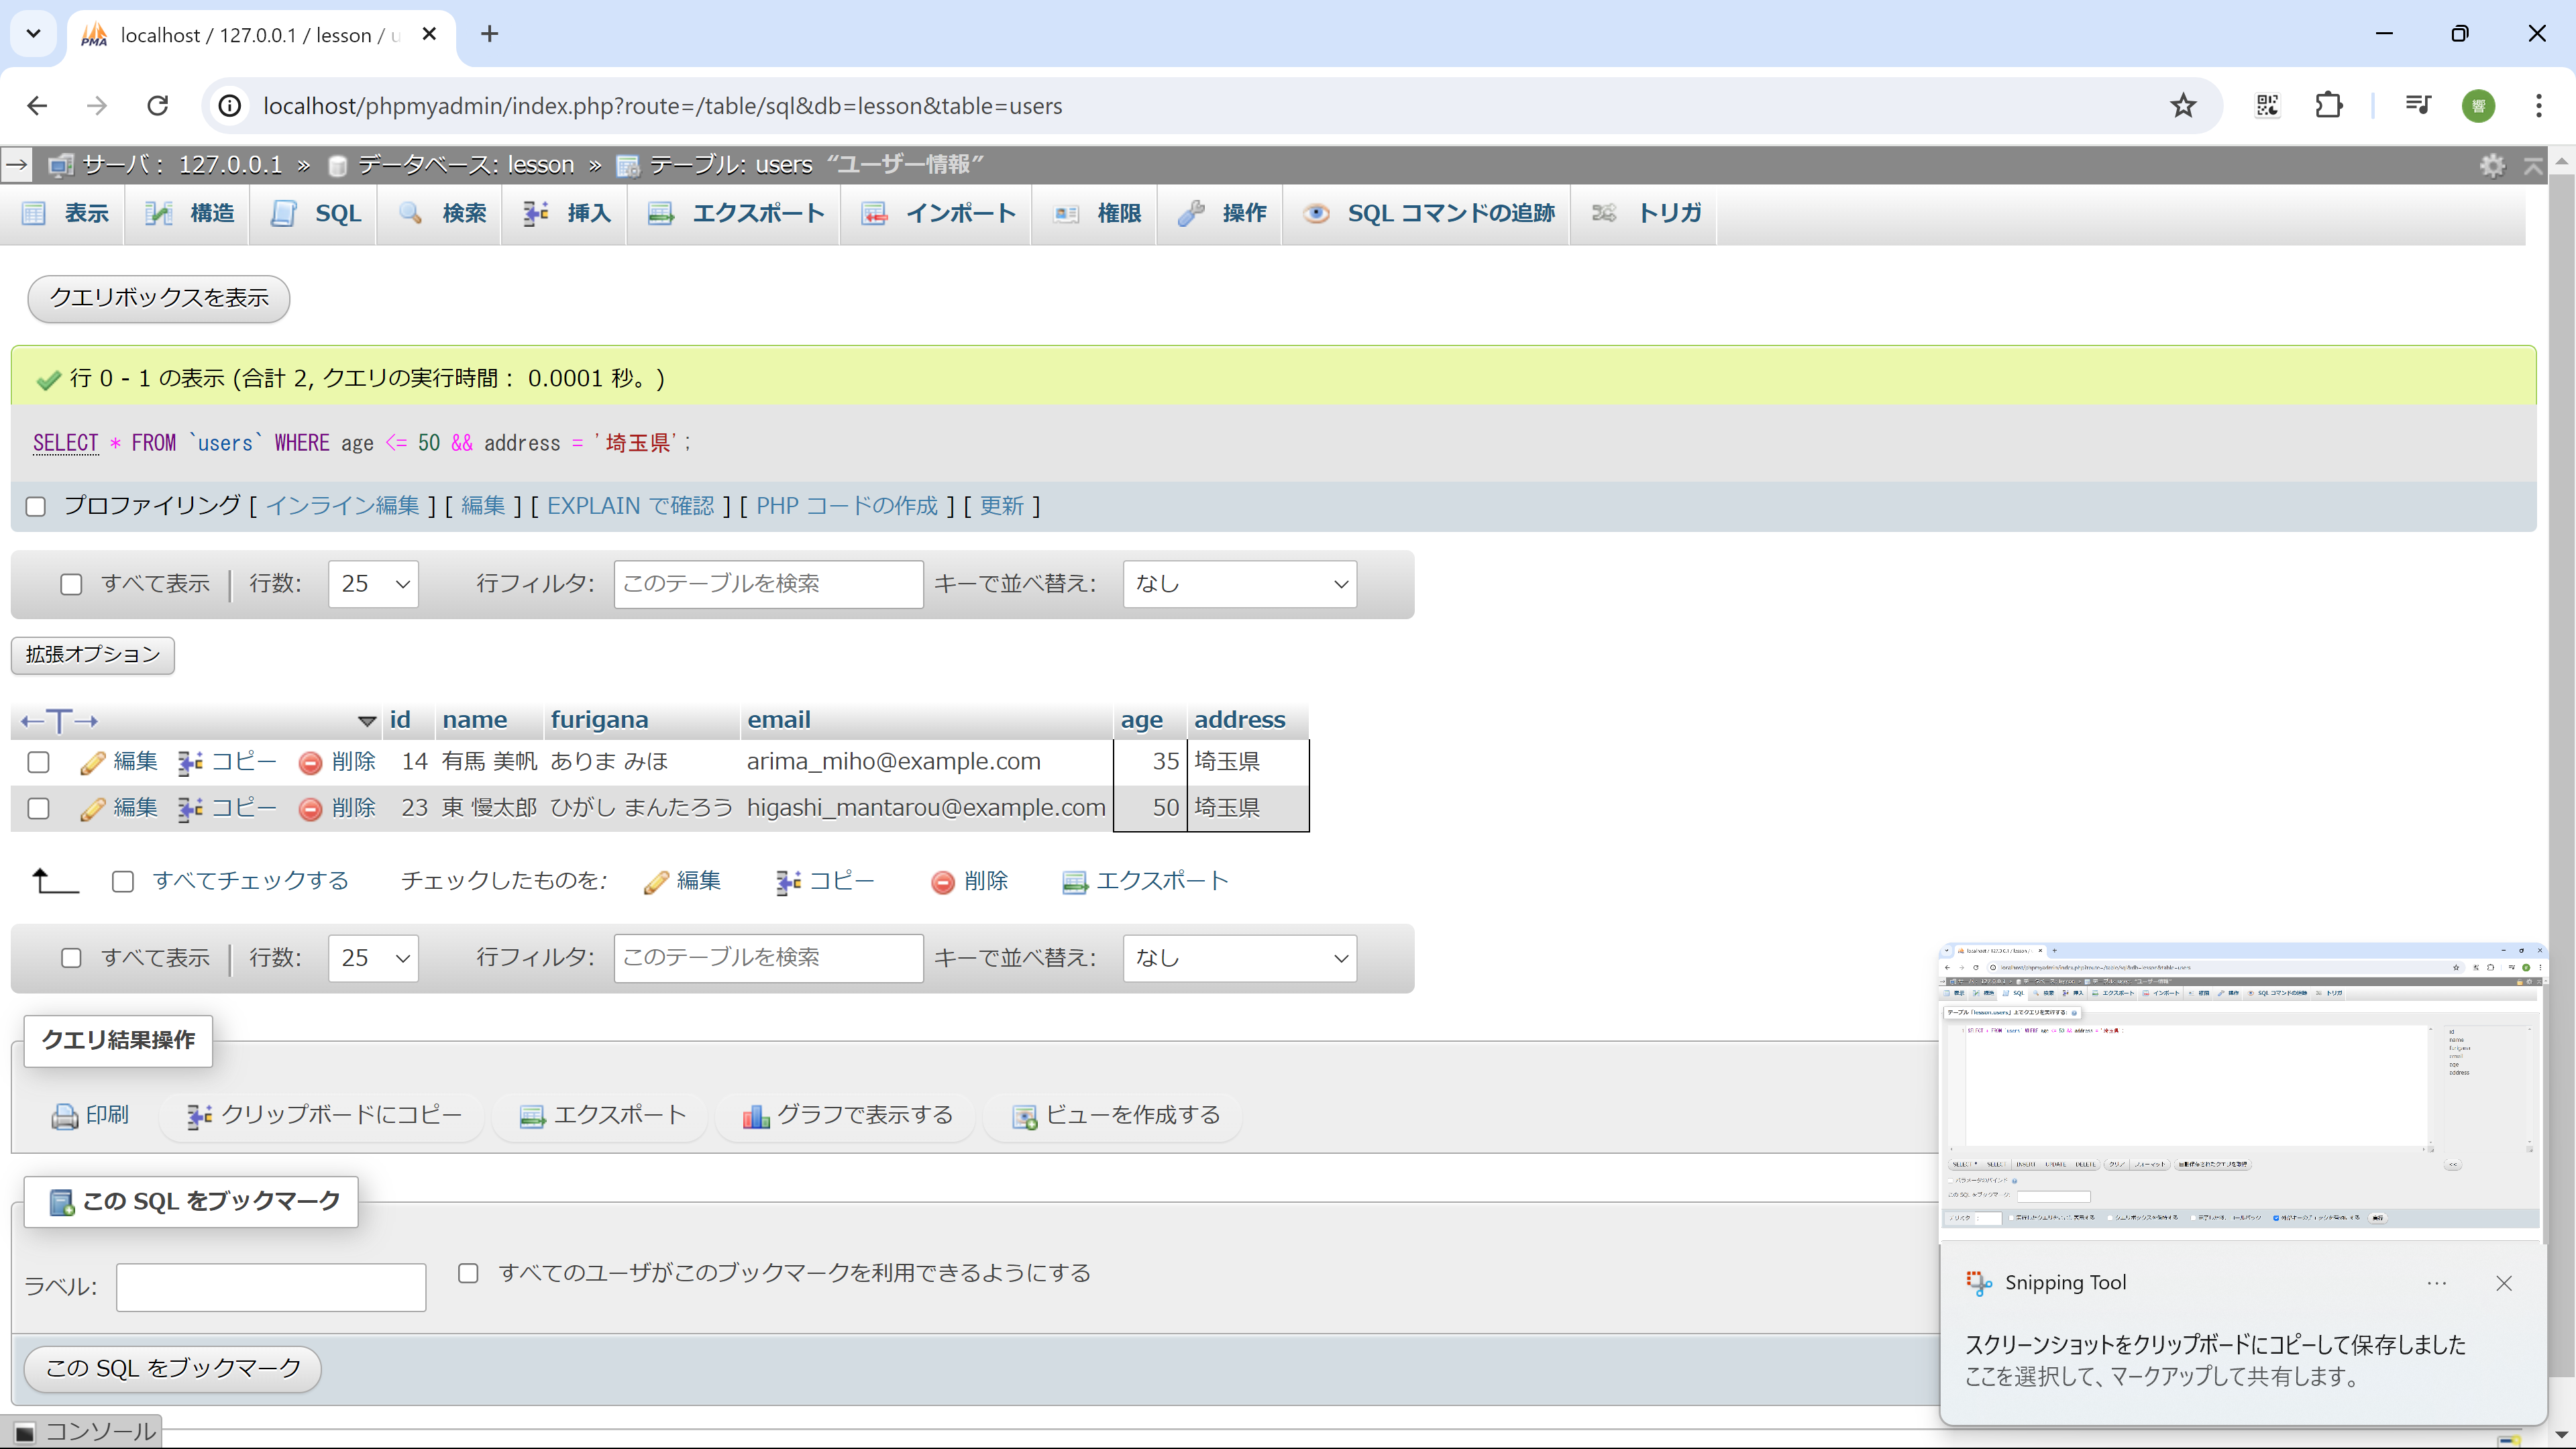 localhost / 127.0.0.1 / lesson / u
localhost/phpmyadmin/index.php?route=/table/sql&db=lesson&table=users
響
サーバ： 127.0.0.1 » データベース: lesson » テーブル: users “ユーザー情報”
表示 構造 SQL 検索 挿入 エクスポート インポート 権限 操作 SQL コマンドの追跡 トリガ
クエリボックスを表示
行 0 - 1 の表示 (合計 2, クエリの実行時間： 0.0001 秒。)
SELECT * FROM `users` WHERE age <= 50 && address = '埼玉県';
プロファイリング [ インライン編集 ] [ 編集 ] [ EXPLAIN で確認 ] [ PHP コードの作成 ] [ 更新 ]
すべて表示 行数: 25 行フィルタ: このテーブルを検索 キーで並べ替え: なし
拡張オプション
id name furigana email age address
編集 コピー 削除 14 有馬 美帆 ありま みほ arima_miho@example.com 35 埼玉県
編集 コピー 削除 23 東 慢太郎 ひがし まんたろう higashi_mantarou@example.com 50 埼玉県
すべてチェックする チェックしたものを: 編集 コピー 削除 エクスポート
すべて表示 行数: 25 行フィルタ: このテーブルを検索 キーで並べ替え: なし
クエリ結果操作
印刷 クリップボードにコピー エクスポート グラフで表示する ビューを作成する
この SQL をブックマーク
ラベル: すべてのユーザがこのブックマークを利用できるようにする
この SQL をブックマーク
コンソール
Snipping Tool
スクリーンショットをクリップボードにコピーして保存しました
ここを選択して、マークアップして共有します。